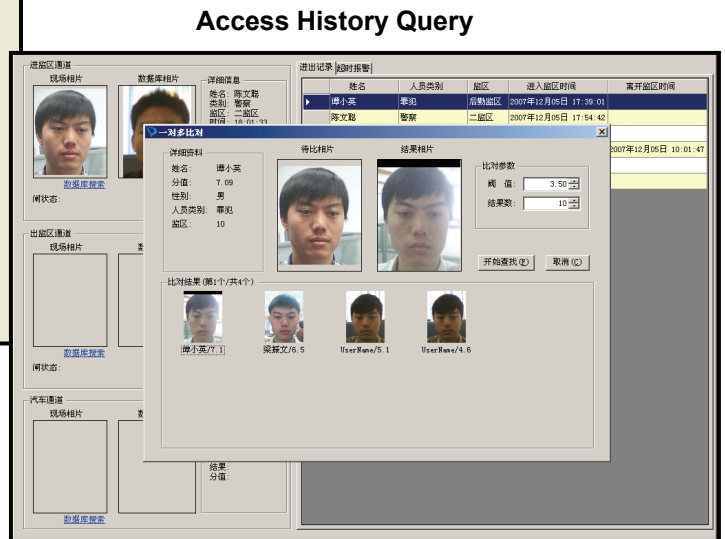 Access History Query
进监区通道
现场相片
数据库相片
详细信息
姓名: 陈文聪
类别: 警察
监区: 二监区
时间: 18:01:33
数据库搜索
闸状态:
出监区通道
现场相片
数据库搜索
闸状态:
汽车通道
现场相片
结果:
分值:
数据库搜索
进出记录 超时报警
姓名 人员类别 监区 进入监区时间 离开监区时间
谭小英 罪犯 后勤监区 2007年12月05日 17:39:01
陈文聪 警察 二监区 2007年12月05日 17:54:42
2007年12月05日 10:01:47
一对多比对
详细资料
姓名: 谭小英
分值: 7.09
性别: 男
人员类别: 罪犯
监区: 10
待比相片
结果相片
比对参数
阈 值: 3.50
结果数: 10
开始查找(F) 取消(C)
比对结果(第1个/共4个)
谭小英/7.1 梁振文/6.5 UserName/5.1 UserName/4.6